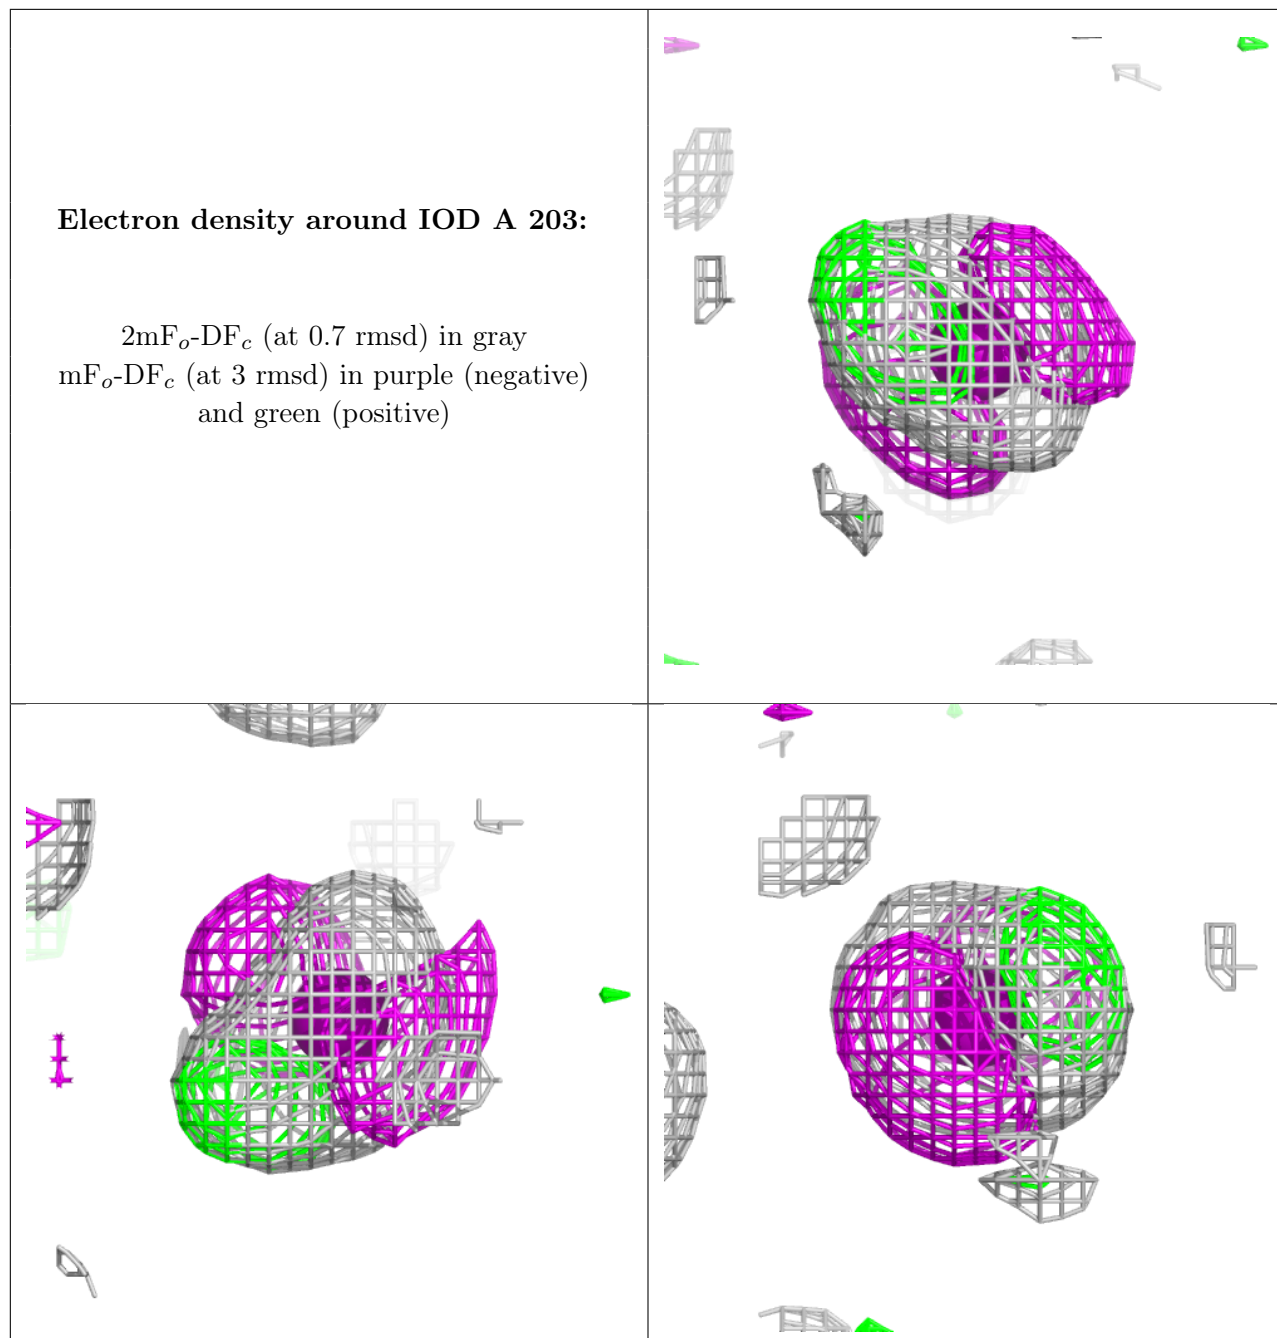 Electron density around IOD A 203:
2mFo-DFc (at 0.7 rmsd) in gray
mFo-DFc (at 3 rmsd) in purple (negative)
and green (positive)